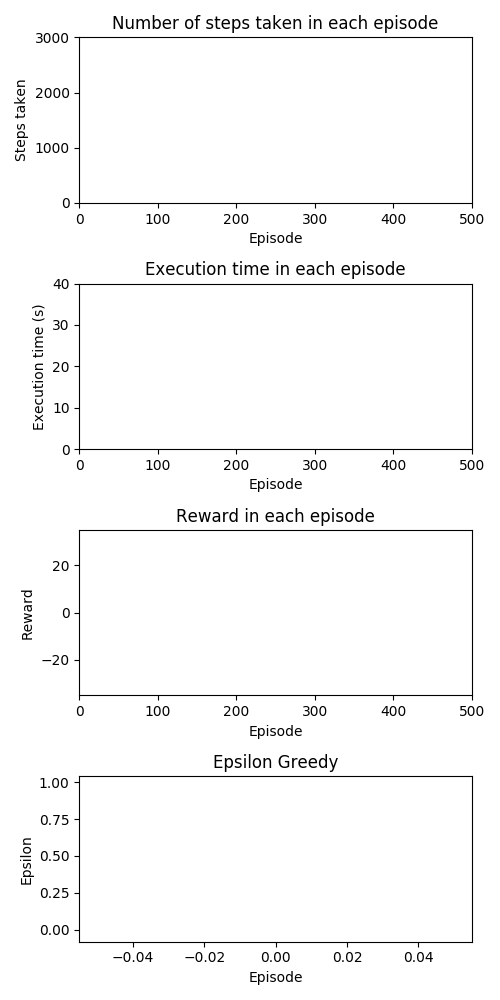 Number of steps taken in each episode
3000
2000
1000
0
Steps taken
0 100 200 300 400 500
Episode
Execution time in each episode
40
30
20
10
0
Execution time (s)
0 100 200 300 400 500
Episode
Reward in each episode
20
0
−20
Reward
0 100 200 300 400 500
Episode
Epsilon Greedy
1.00
0.75
0.50
0.25
0.00
Epsilon
−0.04 −0.02 0.00 0.02 0.04
Episode